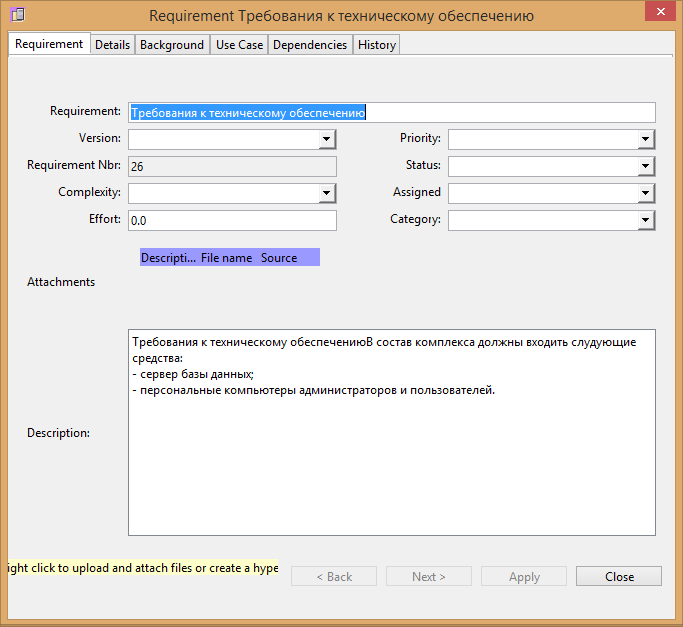 Requirement Требования к техническому обеспечению
Requirement Details Background Use Case Dependencies History
Requirement: Требования к техническому обеспечению
Version: Priority:
Requirement Nbr: 26 Status:
Complexity: Assigned
Effort: 0.0 Category:
Descripti... File name Source
Attachments
Требования к техническому обеспечениюВ состав комплекса должны входить слудующие
средства:
- сервер базы данных;
- персональные компьютеры администраторов и пользователей.
Description:
ight click to upload and attach files or create a hype
< Back Next > Apply Close